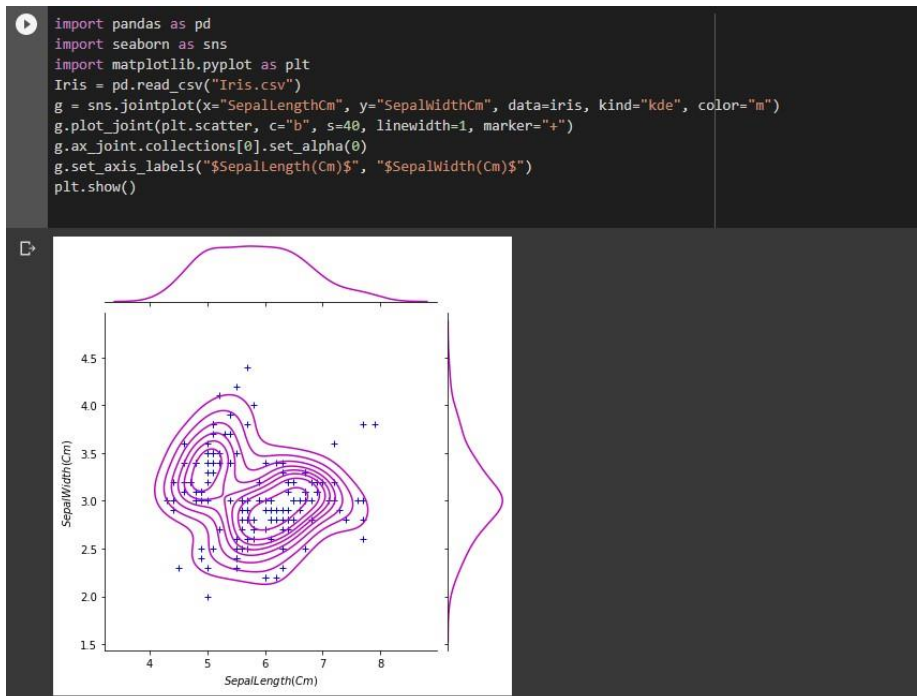 import pandas as pd
import seaborn as sns
import matplotlib.pyplot as plt
Iris = pd.read_csv("Iris.csv")
g = sns.jointplot(x="SepalLengthCm", y="SepalWidthCm", data=iris, kind="kde", color="m")
g.plot_joint(plt.scatter, c="b", s=40, linewidth=1, marker="+")
g.ax_joint.collections[0].set_alpha(0)
g.set_axis_labels("$SepalLength(Cm)$", "$SepalWidth(Cm)$")
plt.show()
4.5
4.0
3.5
3.0
2.5
2.0
1.5
SepalWidth(Cm)
4 5 6 7 8
SepalLength(Cm)